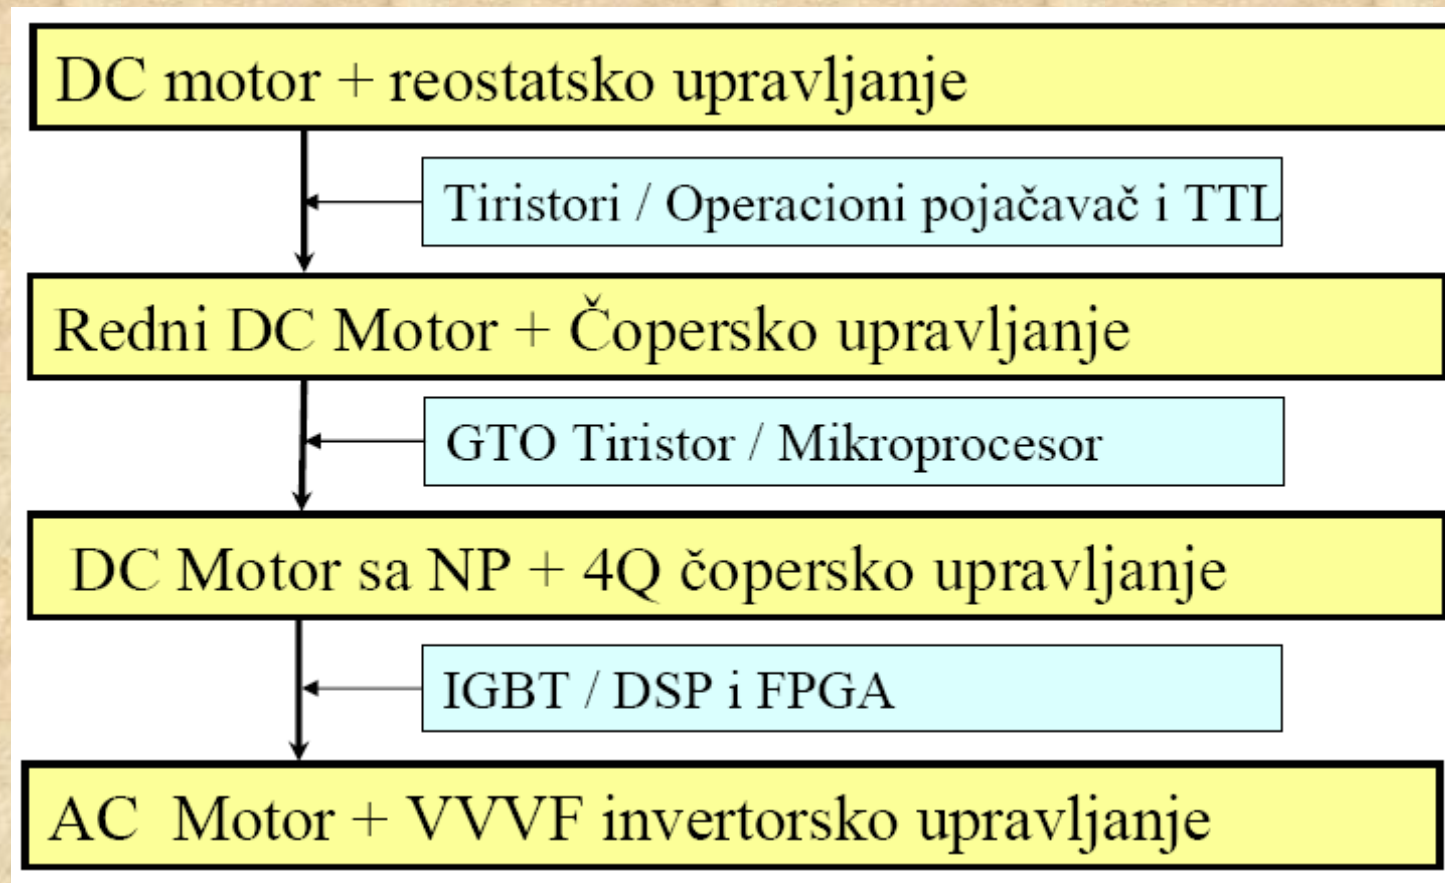 DC motor + reostatsko upravljanje
Tiristori / Operacioni pojačavač i TTL
Redni DC Motor + Čopersko upravljanje
GTO Tiristor / Mikroprocesor
DC Motor sa NP + 4Q čopersko upravljanje
IGBT / DSP i FPGA
AC Motor + VVVF invertorsko upravljanje